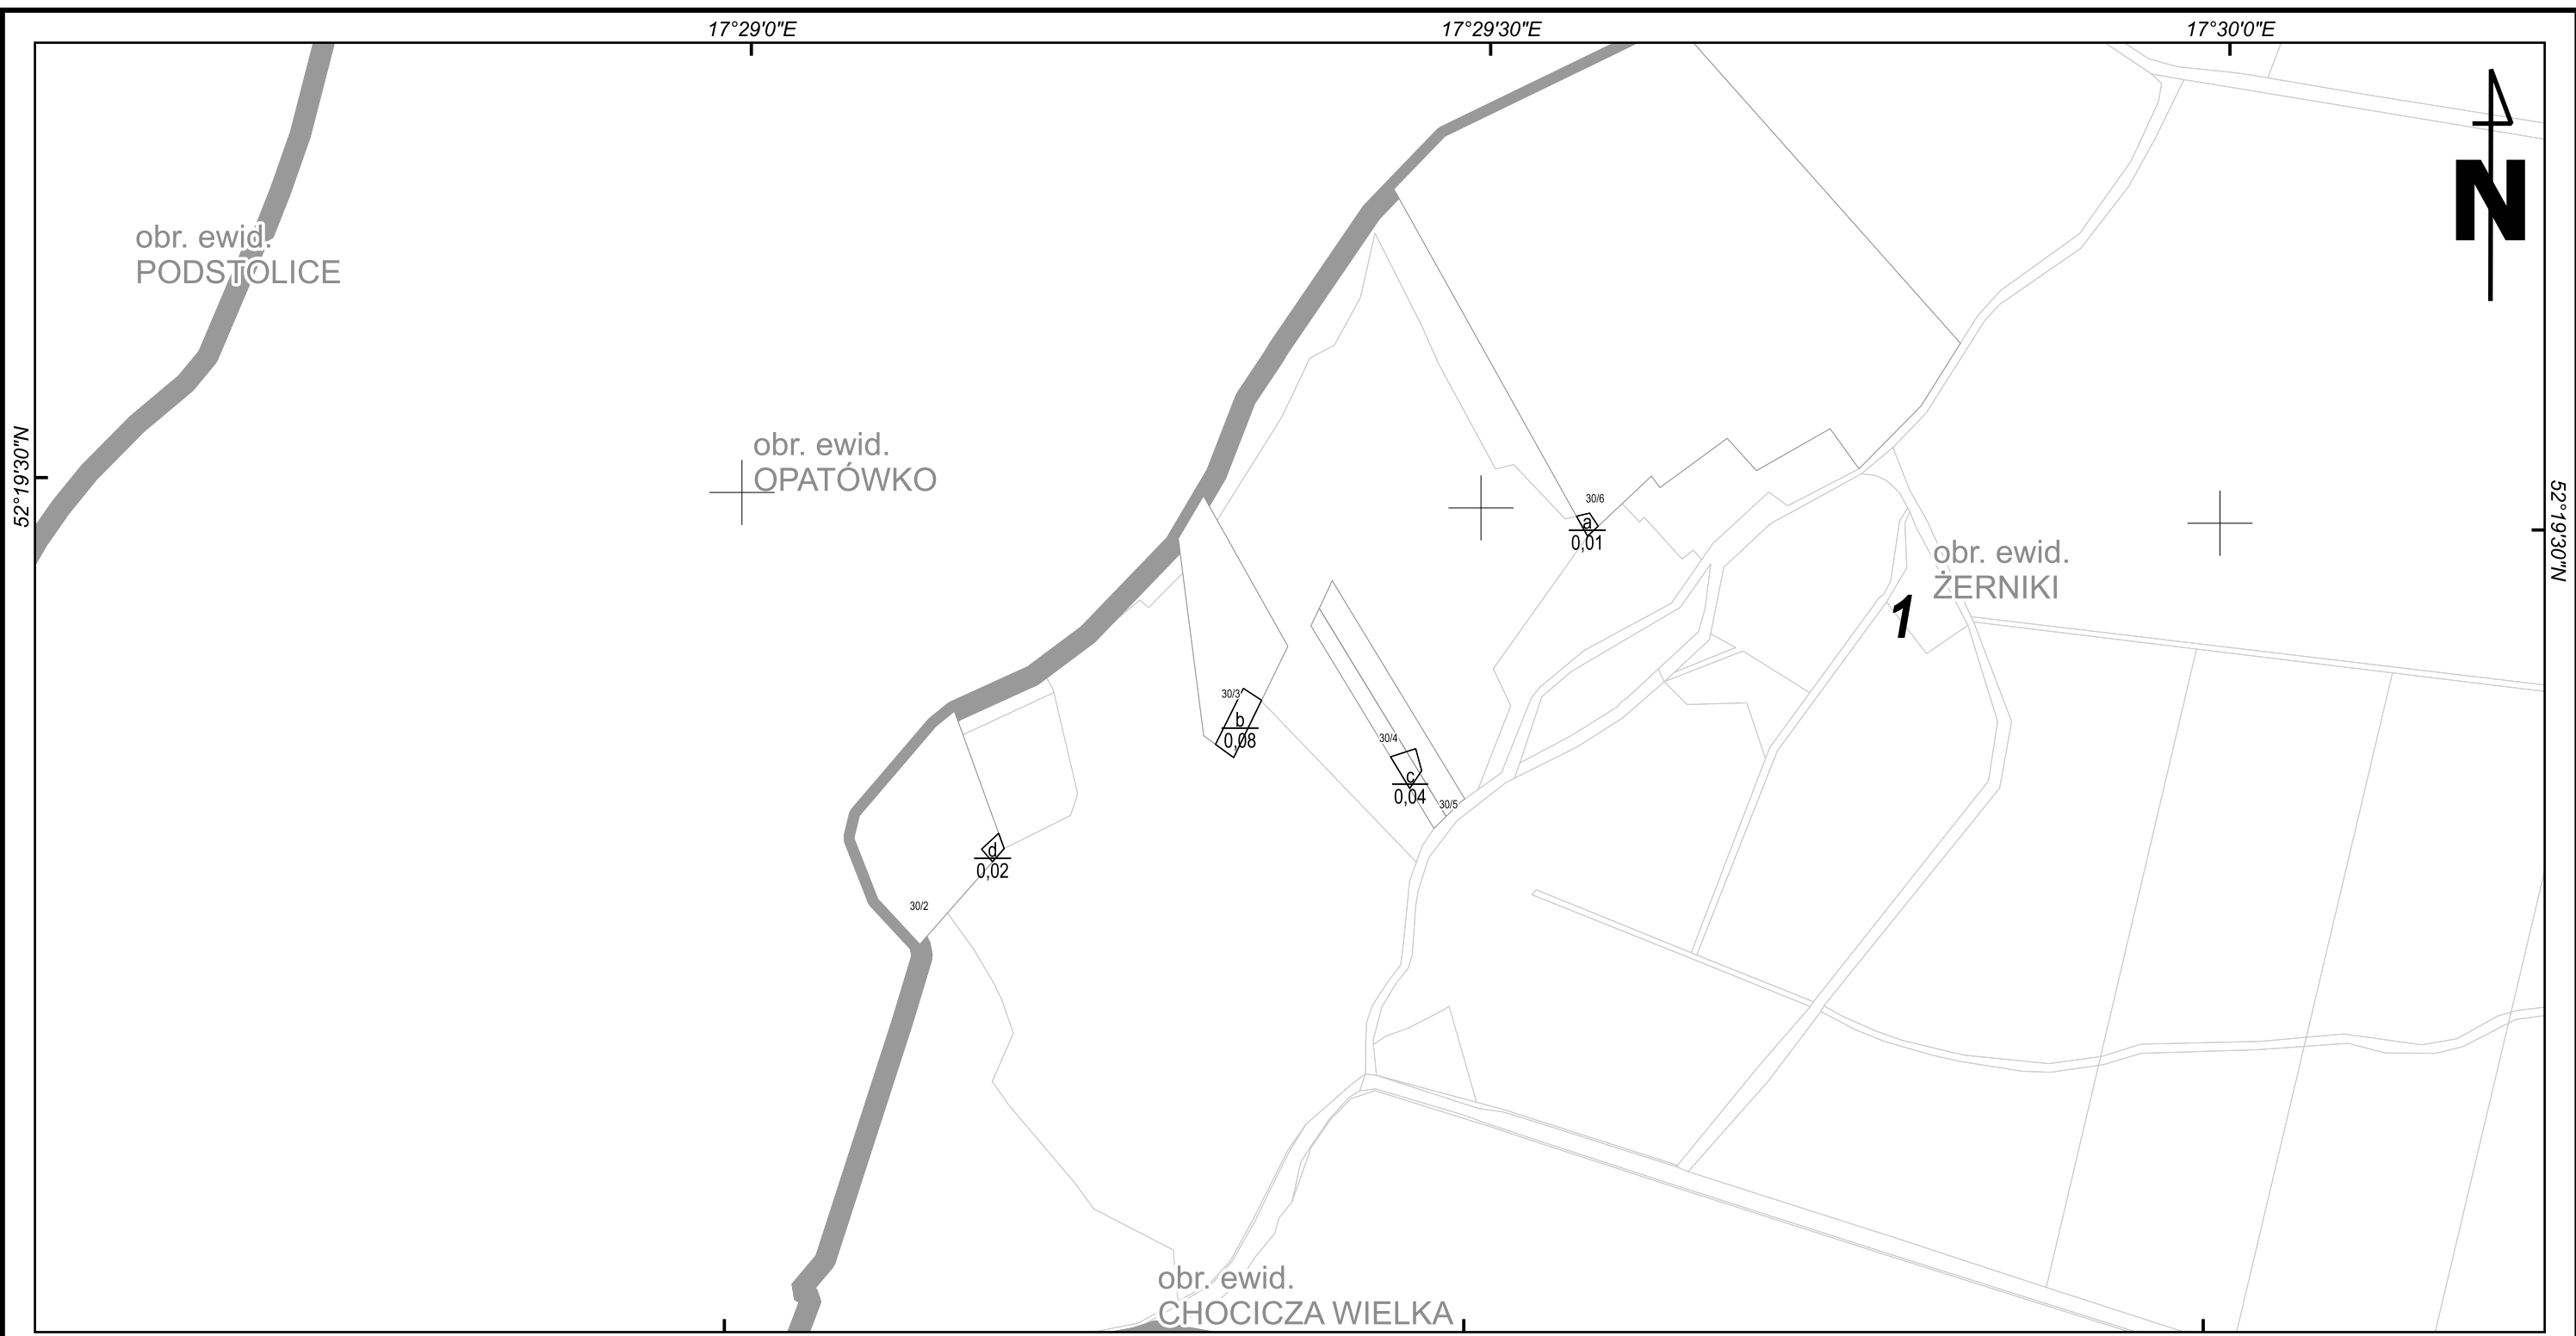 17°29'0"E
17°29'30"E
17°30'0"E
N
obr. ewid.
PODSTOLICE
52°19'30"N
obr. ewid.
OPATÓWKO
52°19'30"N
30/6
a
0,01
obr. ewid.
ŻERNIKI
1
30/3
b
0,08
30/4
c
0,04
30/5
d
0,02
30/2
obr. ewid.
CHOCICZA WIELKA